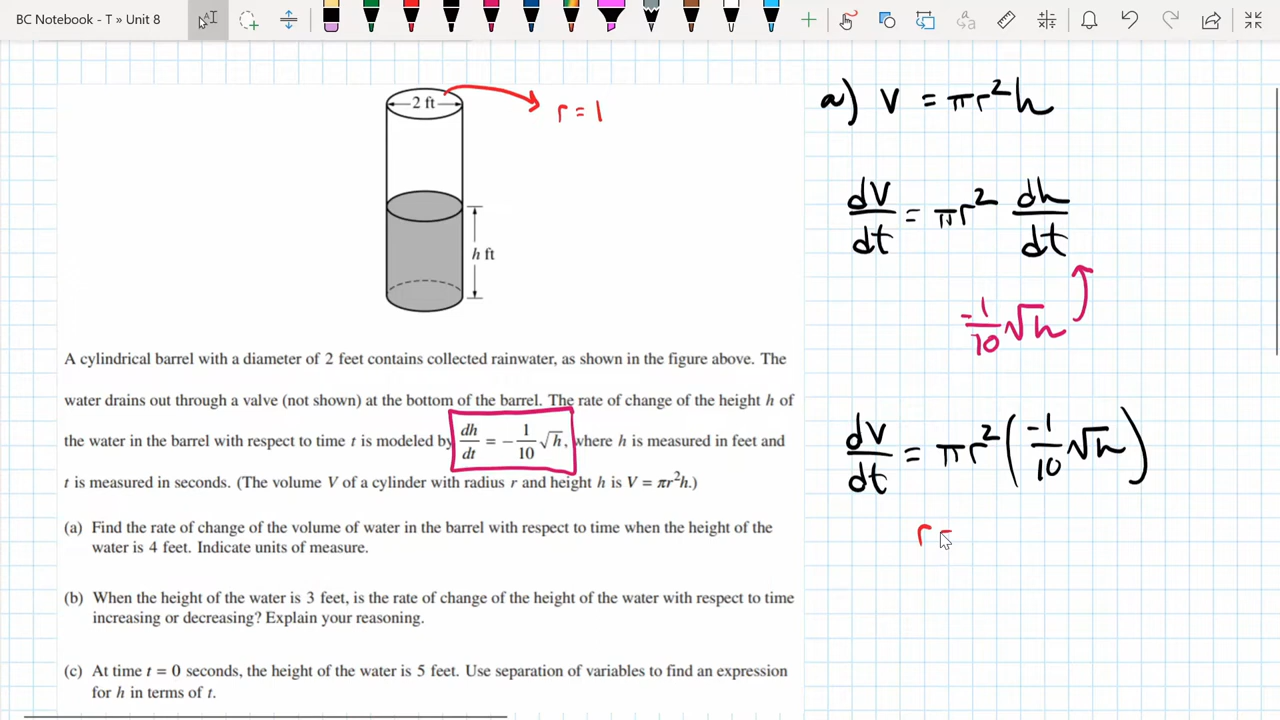 BC Notebook - T » Unit 8
2 ft
r = 1
h ft
A cylindrical barrel with a diameter of 2 feet contains collected rainwater, as shown in the figure above. The
water drains out through a valve (not shown) at the bottom of the barrel. The rate of change of the height h of
the water in the barrel with respect to time t is modeled by dh/dt = -1/10 √h, where h is measured in feet and
t is measured in seconds. (The volume V of a cylinder with radius r and height h is V = πr²h.)
(a) Find the rate of change of the volume of water in the barrel with respect to time when the height of the
water is 4 feet. Indicate units of measure.
(b) When the height of the water is 3 feet, is the rate of change of the height of the water with respect to time
increasing or decreasing? Explain your reasoning.
(c) At time t = 0 seconds, the height of the water is 5 feet. Use separation of variables to find an expression
for h in terms of t.
a) V = πr²h
dV/dt = πr² dh/dt
-1/10 √h
dV/dt = πr² (-1/10 √h)
r